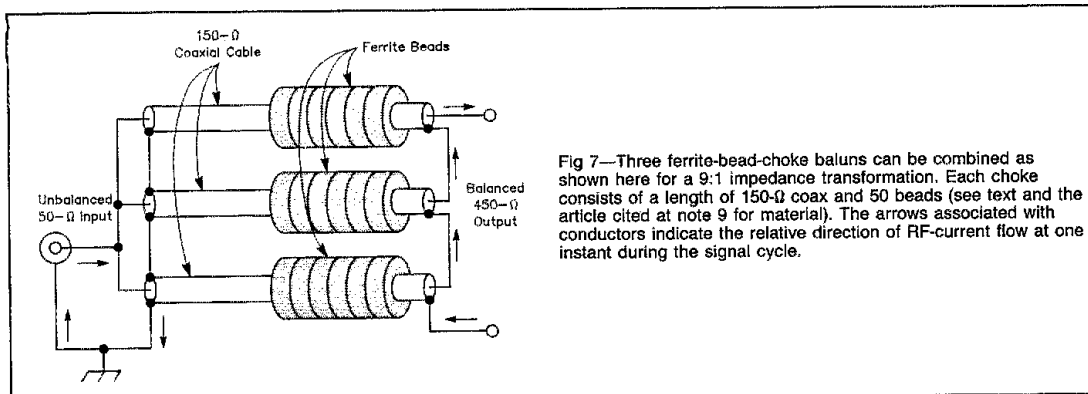 150-Ω
Coaxial Cable
Ferrite Beads
Unbalanced
50-Ω Input
Balanced
450-Ω
Output
Fig 7—Three ferrite-bead-choke baluns can be combined as
shown here for a 9:1 impedance transformation. Each choke
consists of a length of 150-Ω coax and 50 beads (see text and the
article cited at note 9 for material). The arrows associated with
conductors indicate the relative direction of RF-current flow at one
instant during the signal cycle.